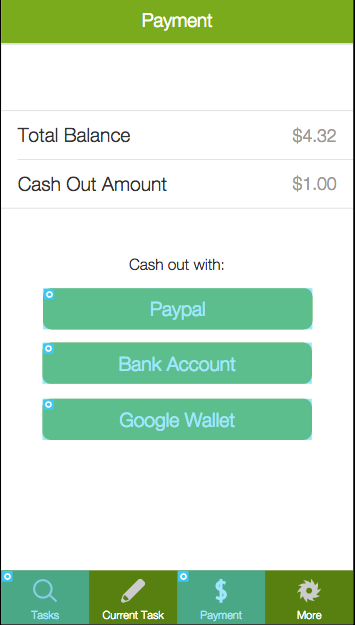 Payment
Total Balance $4.32
Cash Out Amount $1.00
Cash out with:
Paypal
Bank Account
Google Wallet
Tasks Current Task Payment More